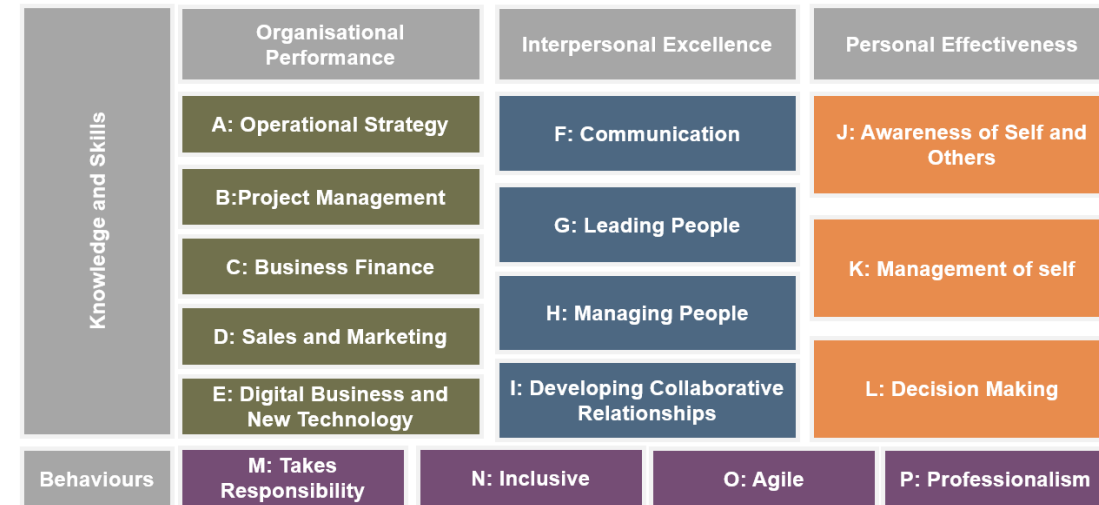 Knowledge and Skills
Organisational
Performance
A: Operational Strategy
B:Project Management
C: Business Finance
D: Sales and Marketing
E: Digital Business and
New Technology
Interpersonal Excellence
F: Communication
G: Leading People
H: Managing People
I: Developing Collaborative
Relationships
Personal Effectiveness
J: Awareness of Self and
Others
K: Management of self
L: Decision Making
Behaviours
M: Takes
Responsibility
N: Inclusive
O: Agile
P: Professionalism